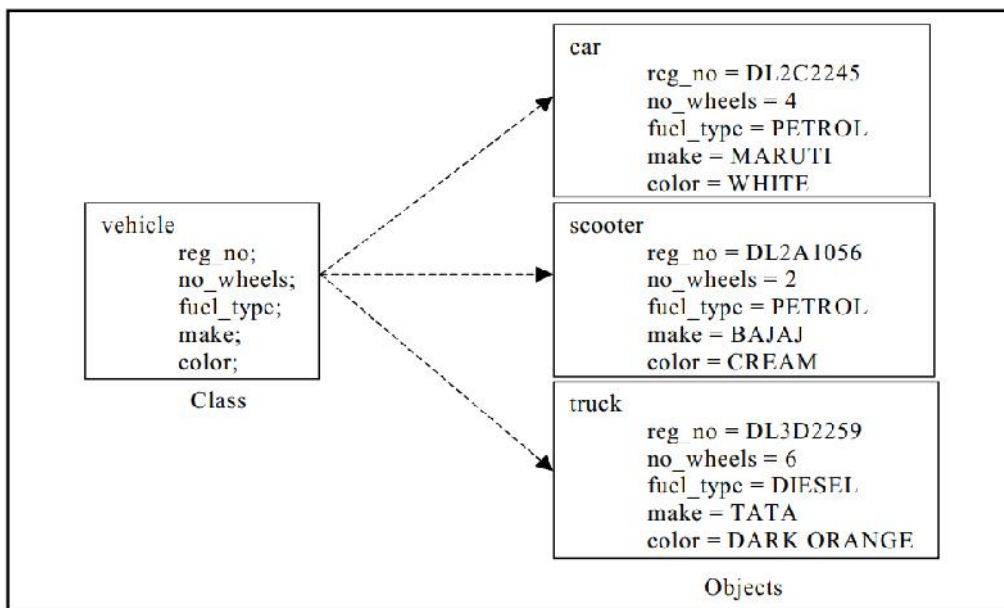 vehicle
reg_no;
no_wheels;
fuel_type;
make;
color;
Class
car
reg_no = DL2C2245
no_wheels = 4
fuel_type = PETROL
make = MARUTI
color = WHITE
scooter
reg_no = DL2A1056
no_wheels = 2
fuel_type = PETROL
make = BAJAJ
color = CREAM
truck
reg_no = DL3D2259
no_wheels = 6
fuel_type = DIESEL
make = TATA
color = DARK ORANGE
Objects